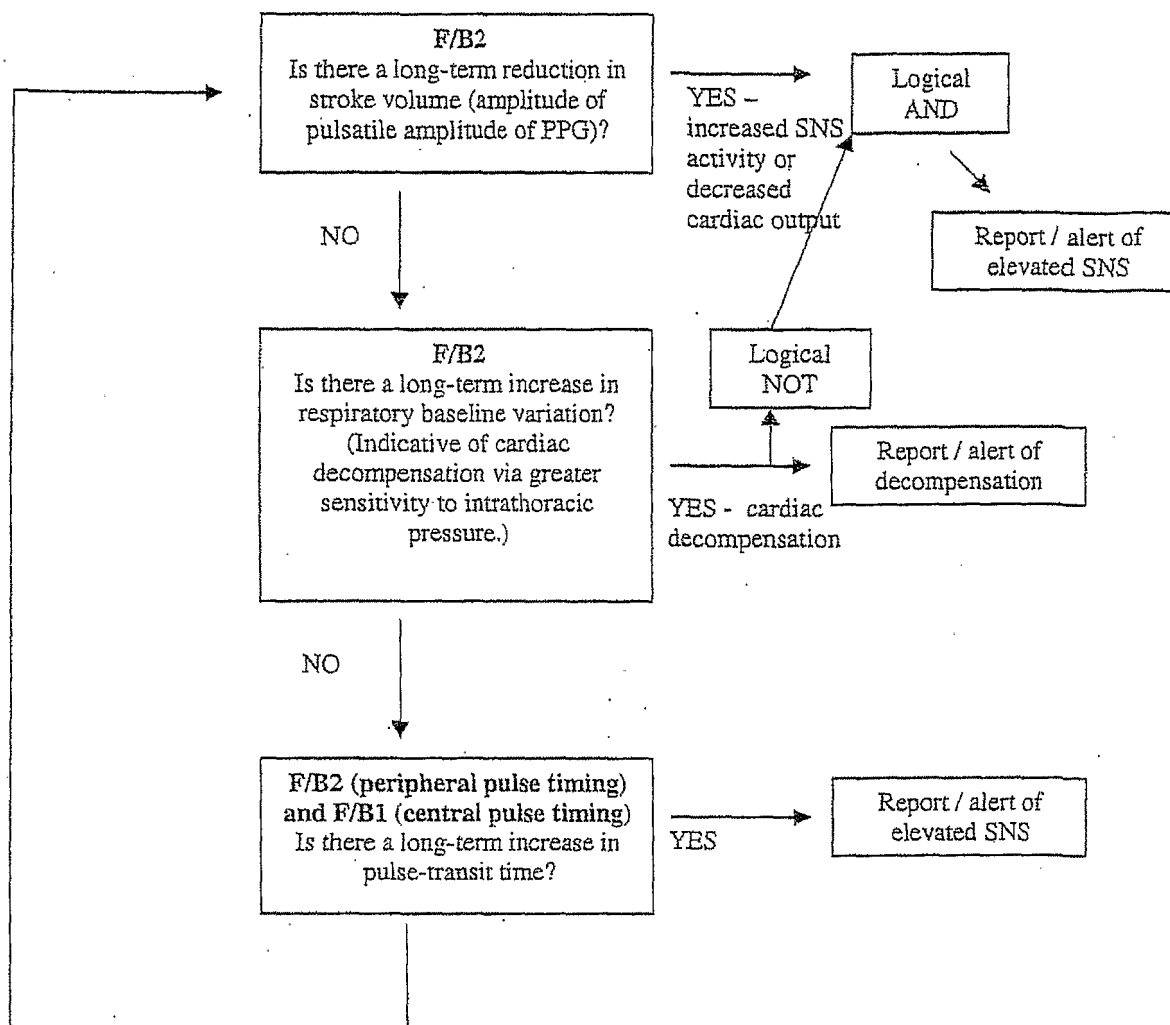 F/B2
Is there a long-term reduction in
stroke volume (amplitude of
pulsatile amplitude of PPG)?
YES –
increased SNS
activity or
decreased
cardiac output
Logical
AND
Report / alert of
elevated SNS
NO
F/B2
Is there a long-term increase in
respiratory baseline variation?
(Indicative of cardiac
decompensation via greater
sensitivity to intrathoracic
pressure.)
Logical
NOT
YES - cardiac
decompensation
Report / alert of
decompensation
NO
F/B2 (peripheral pulse timing)
and F/B1 (central pulse timing)
Is there a long-term increase in
pulse-transit time?
YES
Report / alert of
elevated SNS